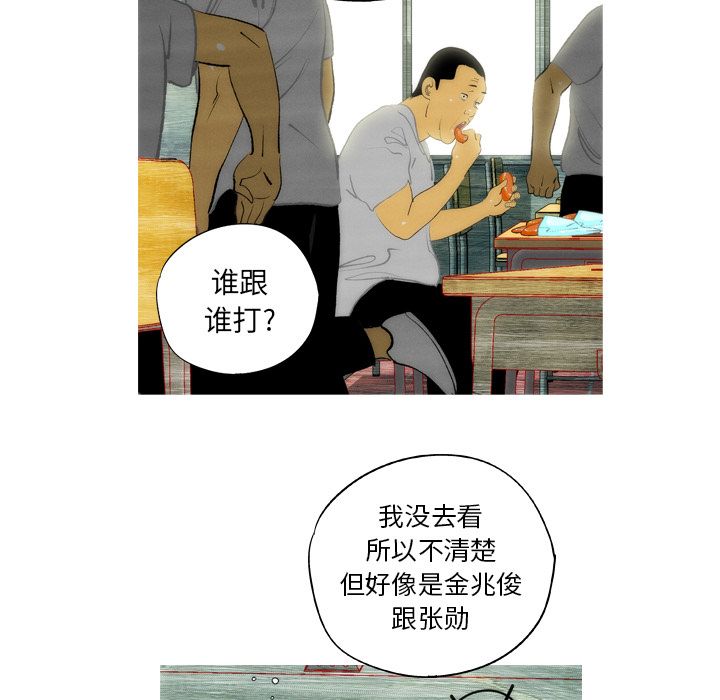 谁跟
谁打?
我没去看
所以不清楚
但好像是金兆俊
跟张勋